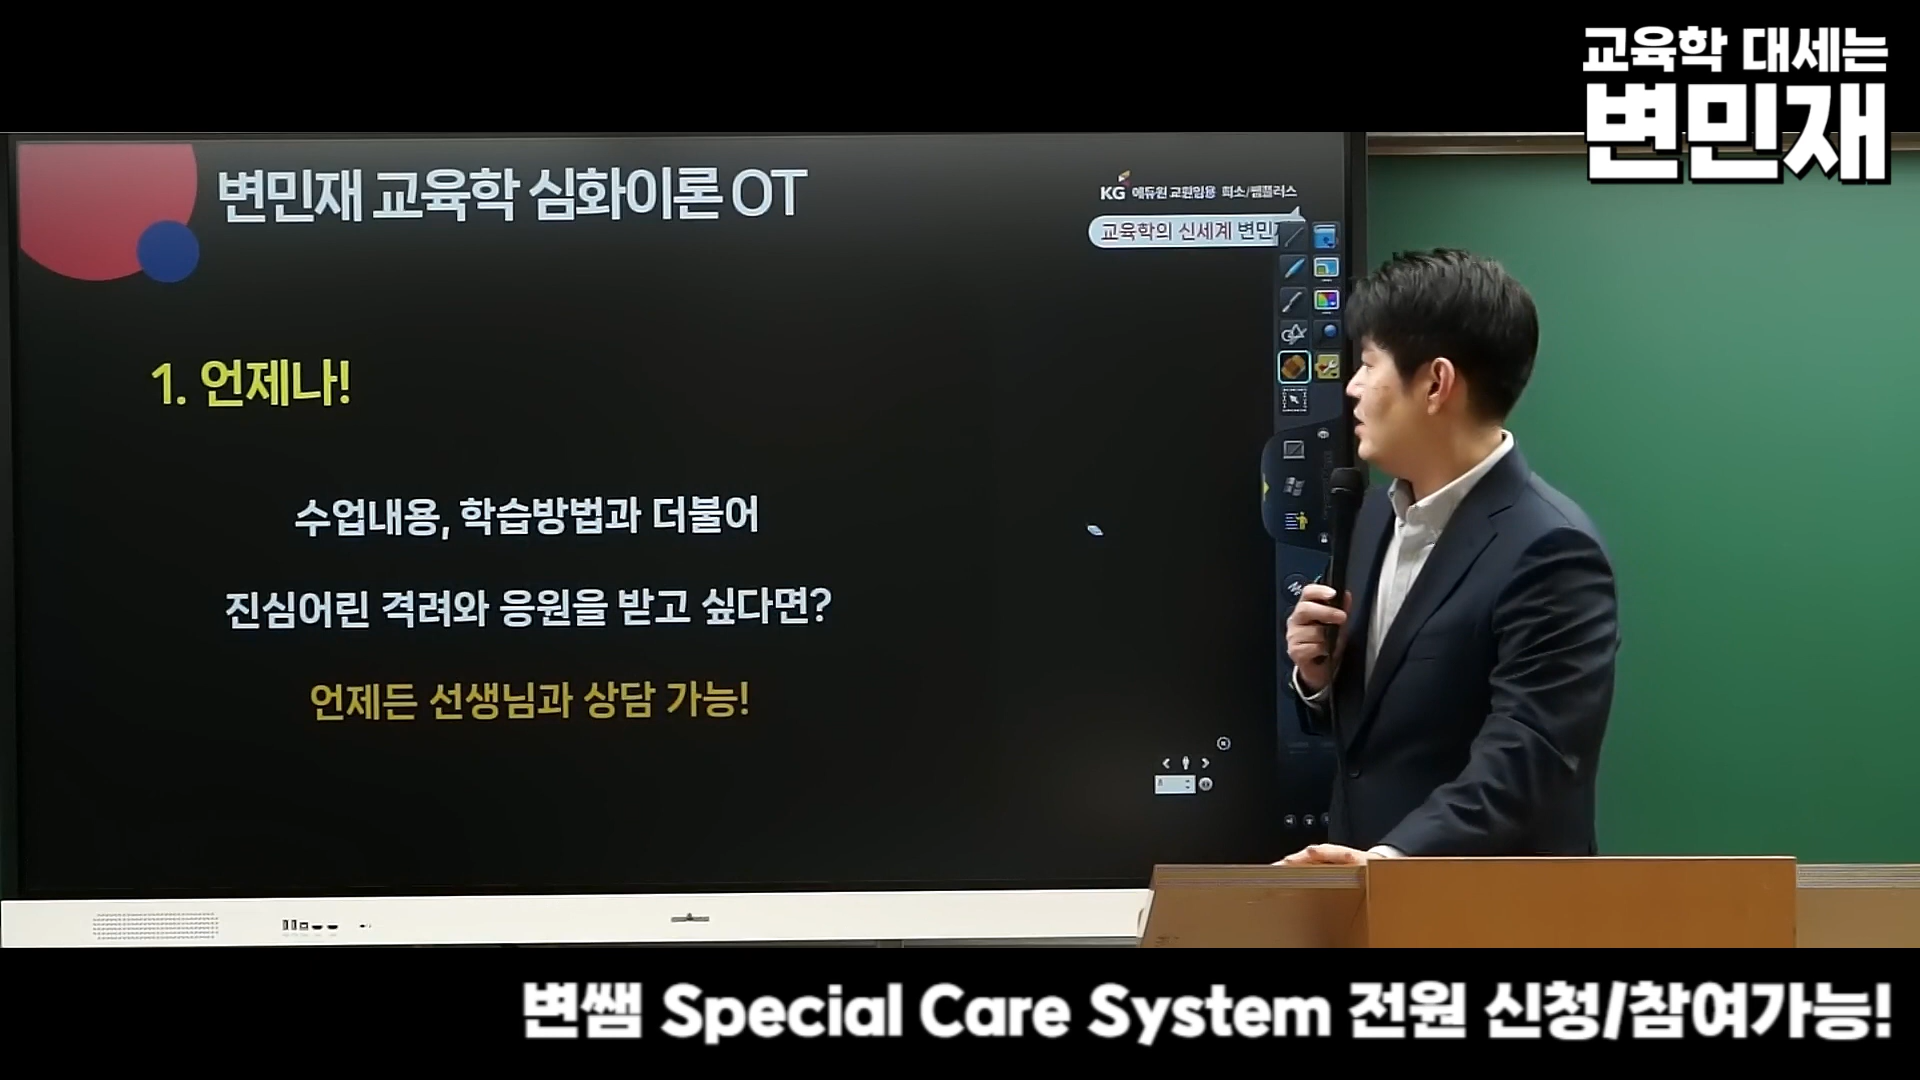 교육학 대세는
변민재
변민재 교육학 심화이론 OT
KG 에듀원 교원임용 희소/쌤플러스
교육학의 신세계 변민
1. 언제나!
수업내용, 학습방법과 더불어
진심어린 격려와 응원을 받고 싶다면?
언제든 선생님과 상담 가능!
변쌤 Special Care System 전원 신청/참여가능!